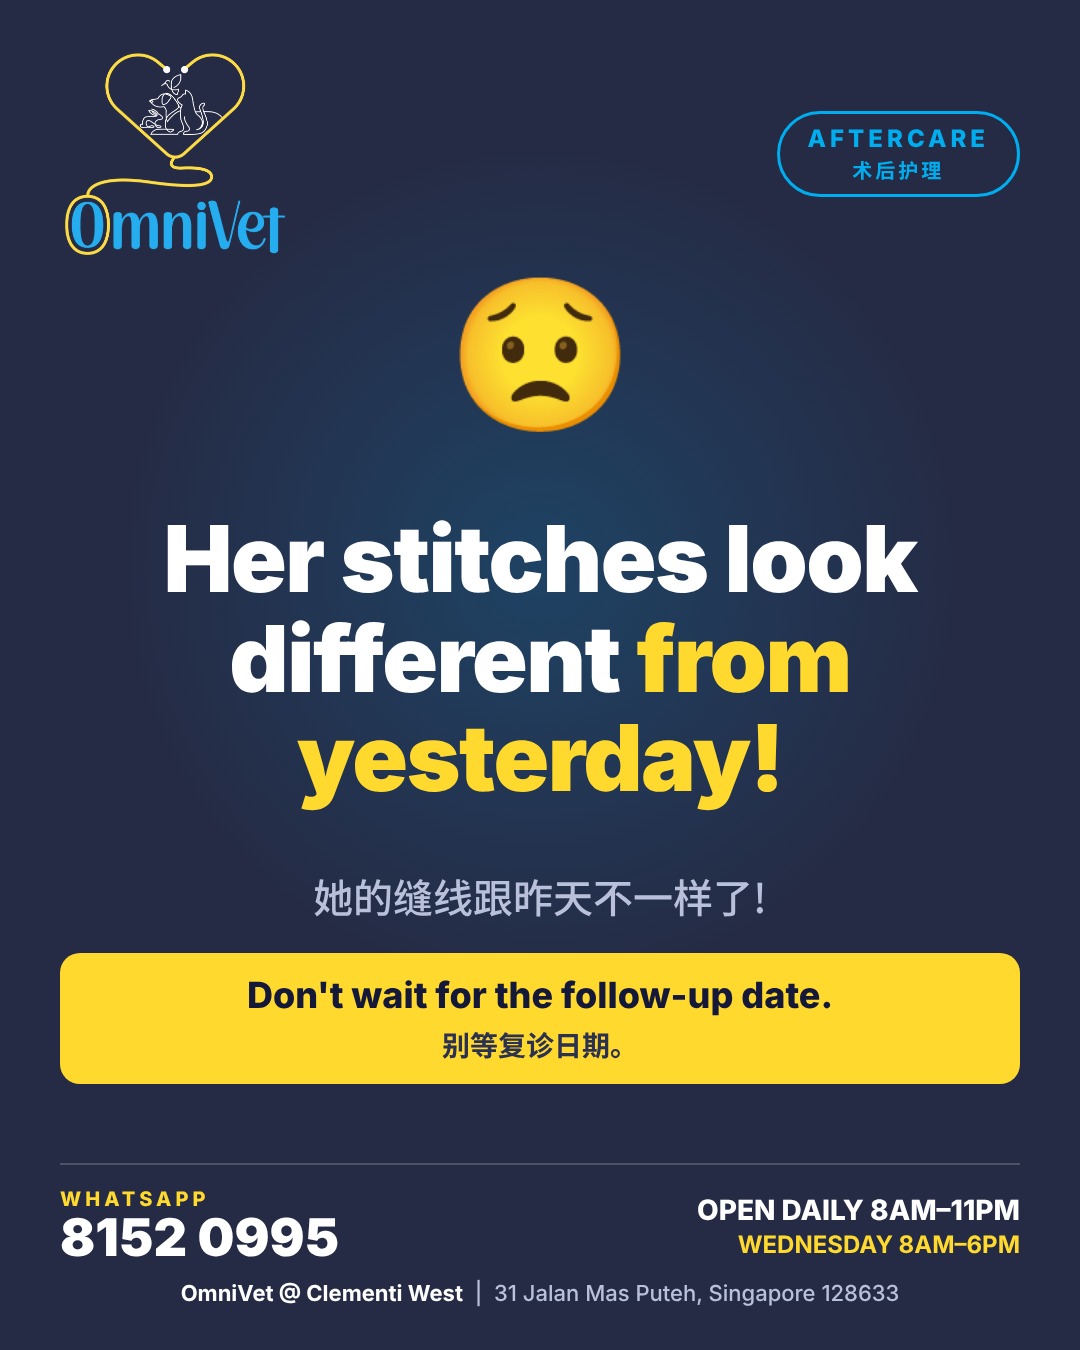 OmniVet
AFTERCARE
术后护理
Her stitches look
different from
yesterday!
她的缝线跟昨天不一样了!
Don't wait for the follow-up date.
别等复诊日期。
WHATSAPP
8152 0995
OPEN DAILY 8AM–11PM
WEDNESDAY 8AM–6PM
OmniVet @ Clementi West | 31 Jalan Mas Puteh, Singapore 128633